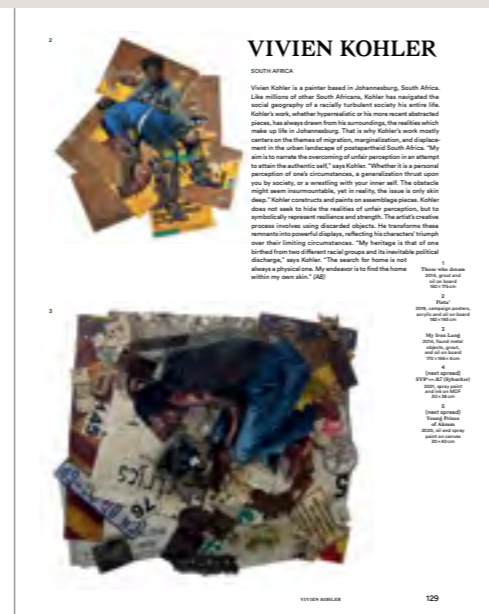 2
VIVIEN KOHLER
SOUTH AFRICA
Vivien Kohler is a painter based in Johannesburg, South Africa.
Like millions of other South Africans, Kohler has navigated the
social geography of a racially turbulent society his entire life.
Kohler's work, whether hyperrealistic or his more recent abstracted
pieces, has always drawn from his surroundings, the realities which
make up life in Johannesburg. That is why Kohler's work mostly
centers on the themes of migration, marginalization, and displace-
ment in the urban landscape of postapartheid South Africa. "My
aim is to narrate the overcoming of unfair perception in an attempt
to attain the authentic self," says Kohler. "Whether it is a personal
perception of one's circumstances, a generalization thrust upon
you by society, or a wrestling with your inner self. The obstacle
might seem insurmountable, yet in reality, the issue is only skin
deep." Kohler constructs and paints on assemblage pieces. Kohler
does not seek to hide the realities of unfair perception, but to
symbolically represent resilience and strength. The artist's creative
process involves using discarded objects. He transforms these
remnants into powerful displays, reflecting his characters' triumph
over their limiting circumstances. "My heritage is that of one
birthed from two different racial groups and its inevitable political
discharge," says Kohler. "The search for home is not
always a physical one. My endeavor is to find the home
within my own skin." (AB)
1
Those who dream
2014, grout and
oil on board
2
Pieta'
2019, campaign posters,
acrylic and oil on board
3
My Iron Lung
2014, found metal
objects, grout,
and oil on board
4
(next spread)
2021, spray paint
and ink on MDF
5
(next spread)
Young Prince
of Aksum
2020, oil and spray
paint on canvas
3
145
76
5
VIVIEN KOHLER
129